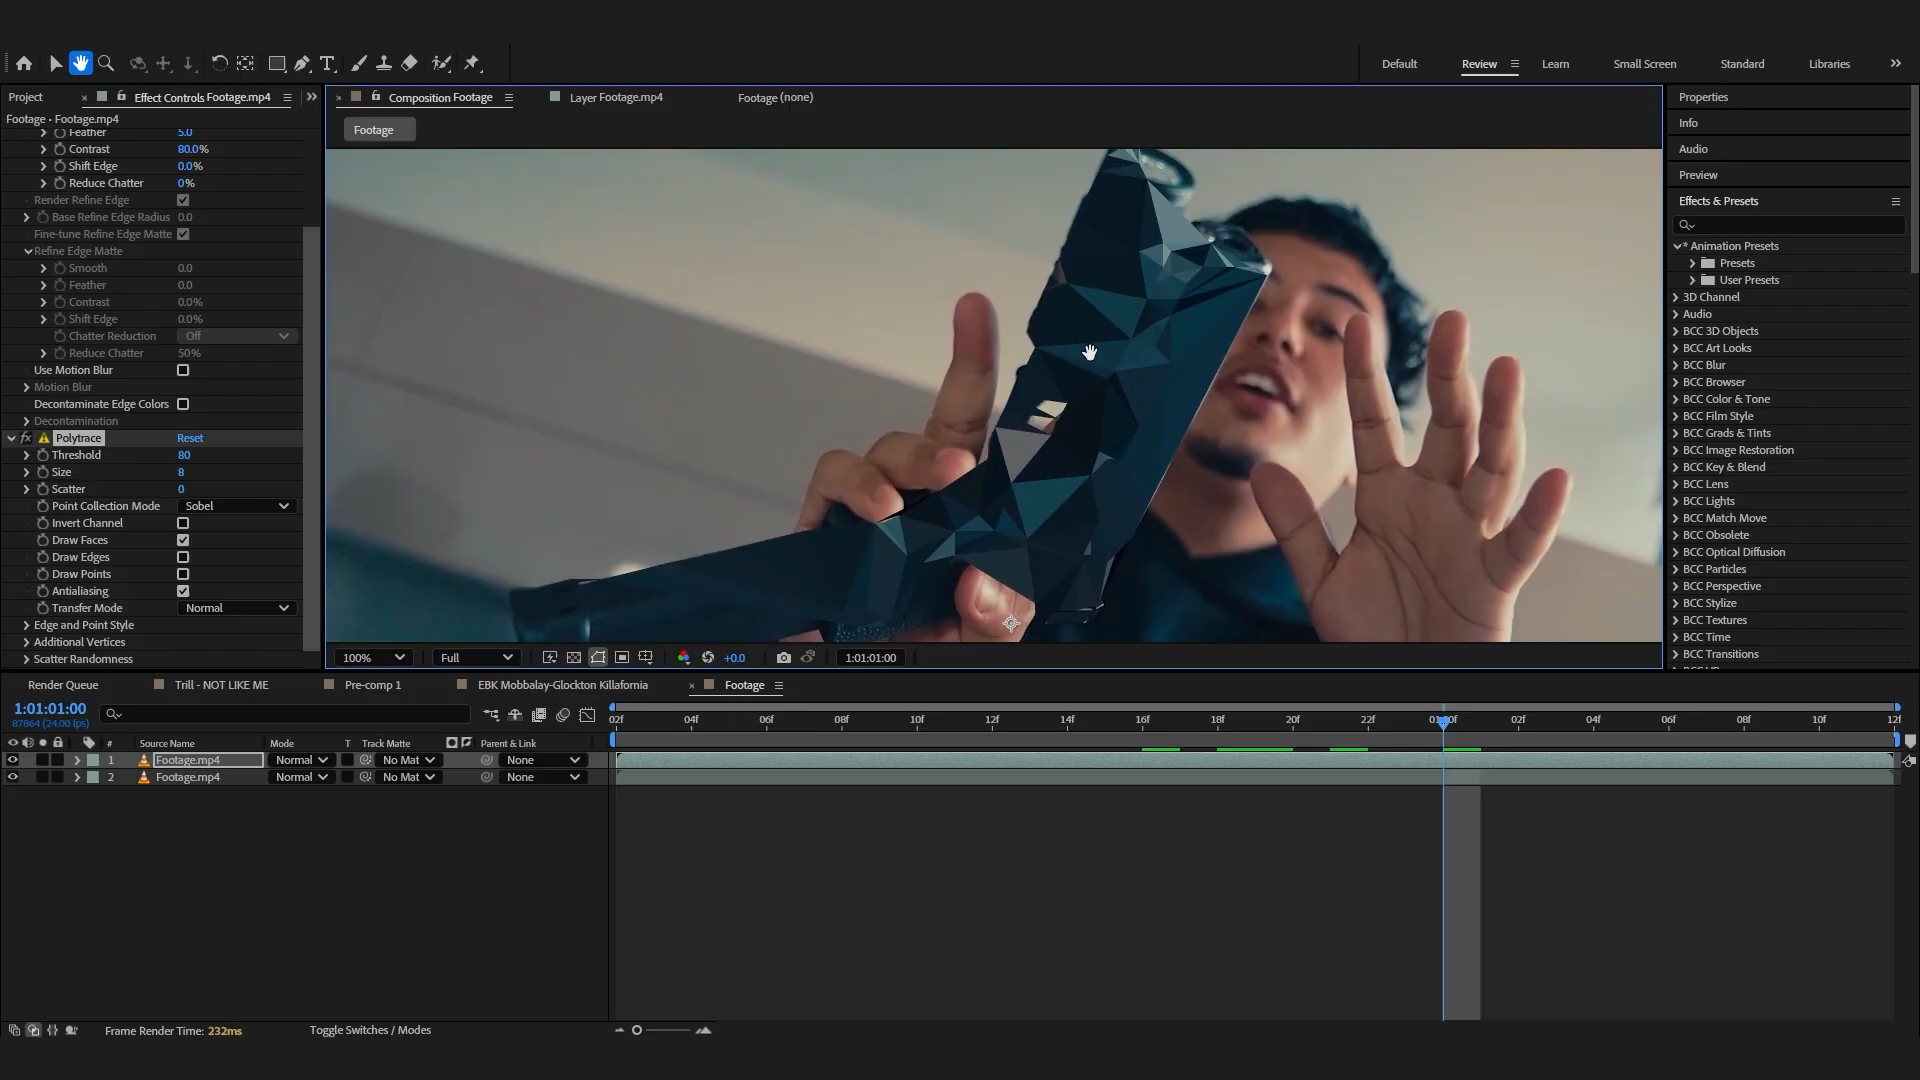 Default
Review
Learn
Small Screen
Standard
Libraries
Project
Effect Controls Footage.mp4
Composition Footage
Layer Footage.mp4
Footage (none)
Footage • Footage.mp4
Footage
Feather 5.0
Contrast 80.0%
Shift Edge 0.0%
Reduce Chatter 0%
Render Refine Edge
Base Refine Edge Radius 0.0
Fine-tune Refine Edge Matte
Refine Edge Matte
Smooth 0.0
Feather 0.0
Contrast 0.0%
Shift Edge 0.0%
Chatter Reduction Off
Reduce Chatter 50%
Use Motion Blur
Motion Blur
Decontaminate Edge Colors
Decontamination
fx Polytrace Reset
Threshold 80
Size 8
Scatter 0
Point Collection Mode Sobel
Invert Channel
Draw Faces
Draw Edges
Draw Points
Antialiasing
Transfer Mode Normal
Edge and Point Style
Additional Vertices
Scatter Randomness
100%
Full
+0.0
1:01:01:00
Properties
Info
Audio
Preview
Effects & Presets
* Animation Presets
Presets
User Presets
3D Channel
Audio
BCC 3D Objects
BCC Art Looks
BCC Blur
BCC Browser
BCC Color & Tone
BCC Film Style
BCC Grads & Tints
BCC Image Restoration
BCC Key & Blend
BCC Lens
BCC Lights
BCC Match Move
BCC Obsolete
BCC Optical Diffusion
BCC Particles
BCC Perspective
BCC Stylize
BCC Textures
BCC Time
BCC Transitions
Render Queue
Trill - NOT LIKE ME
Pre-comp 1
EBK Mobbalay-Glockton Killafornia
Footage
1:01:01:00
87864 (24.00 fps)
02f 04f 06f 08f 10f 12f 14f 16f 18f 20f 22f 02f 04f 06f 08f 10f 12f
# Source Name Mode T Track Matte Parent & Link
1 Footage.mp4 Normal No Mat None
2 Footage.mp4 Normal No Mat None
Frame Render Time: 232ms
Toggle Switches / Modes